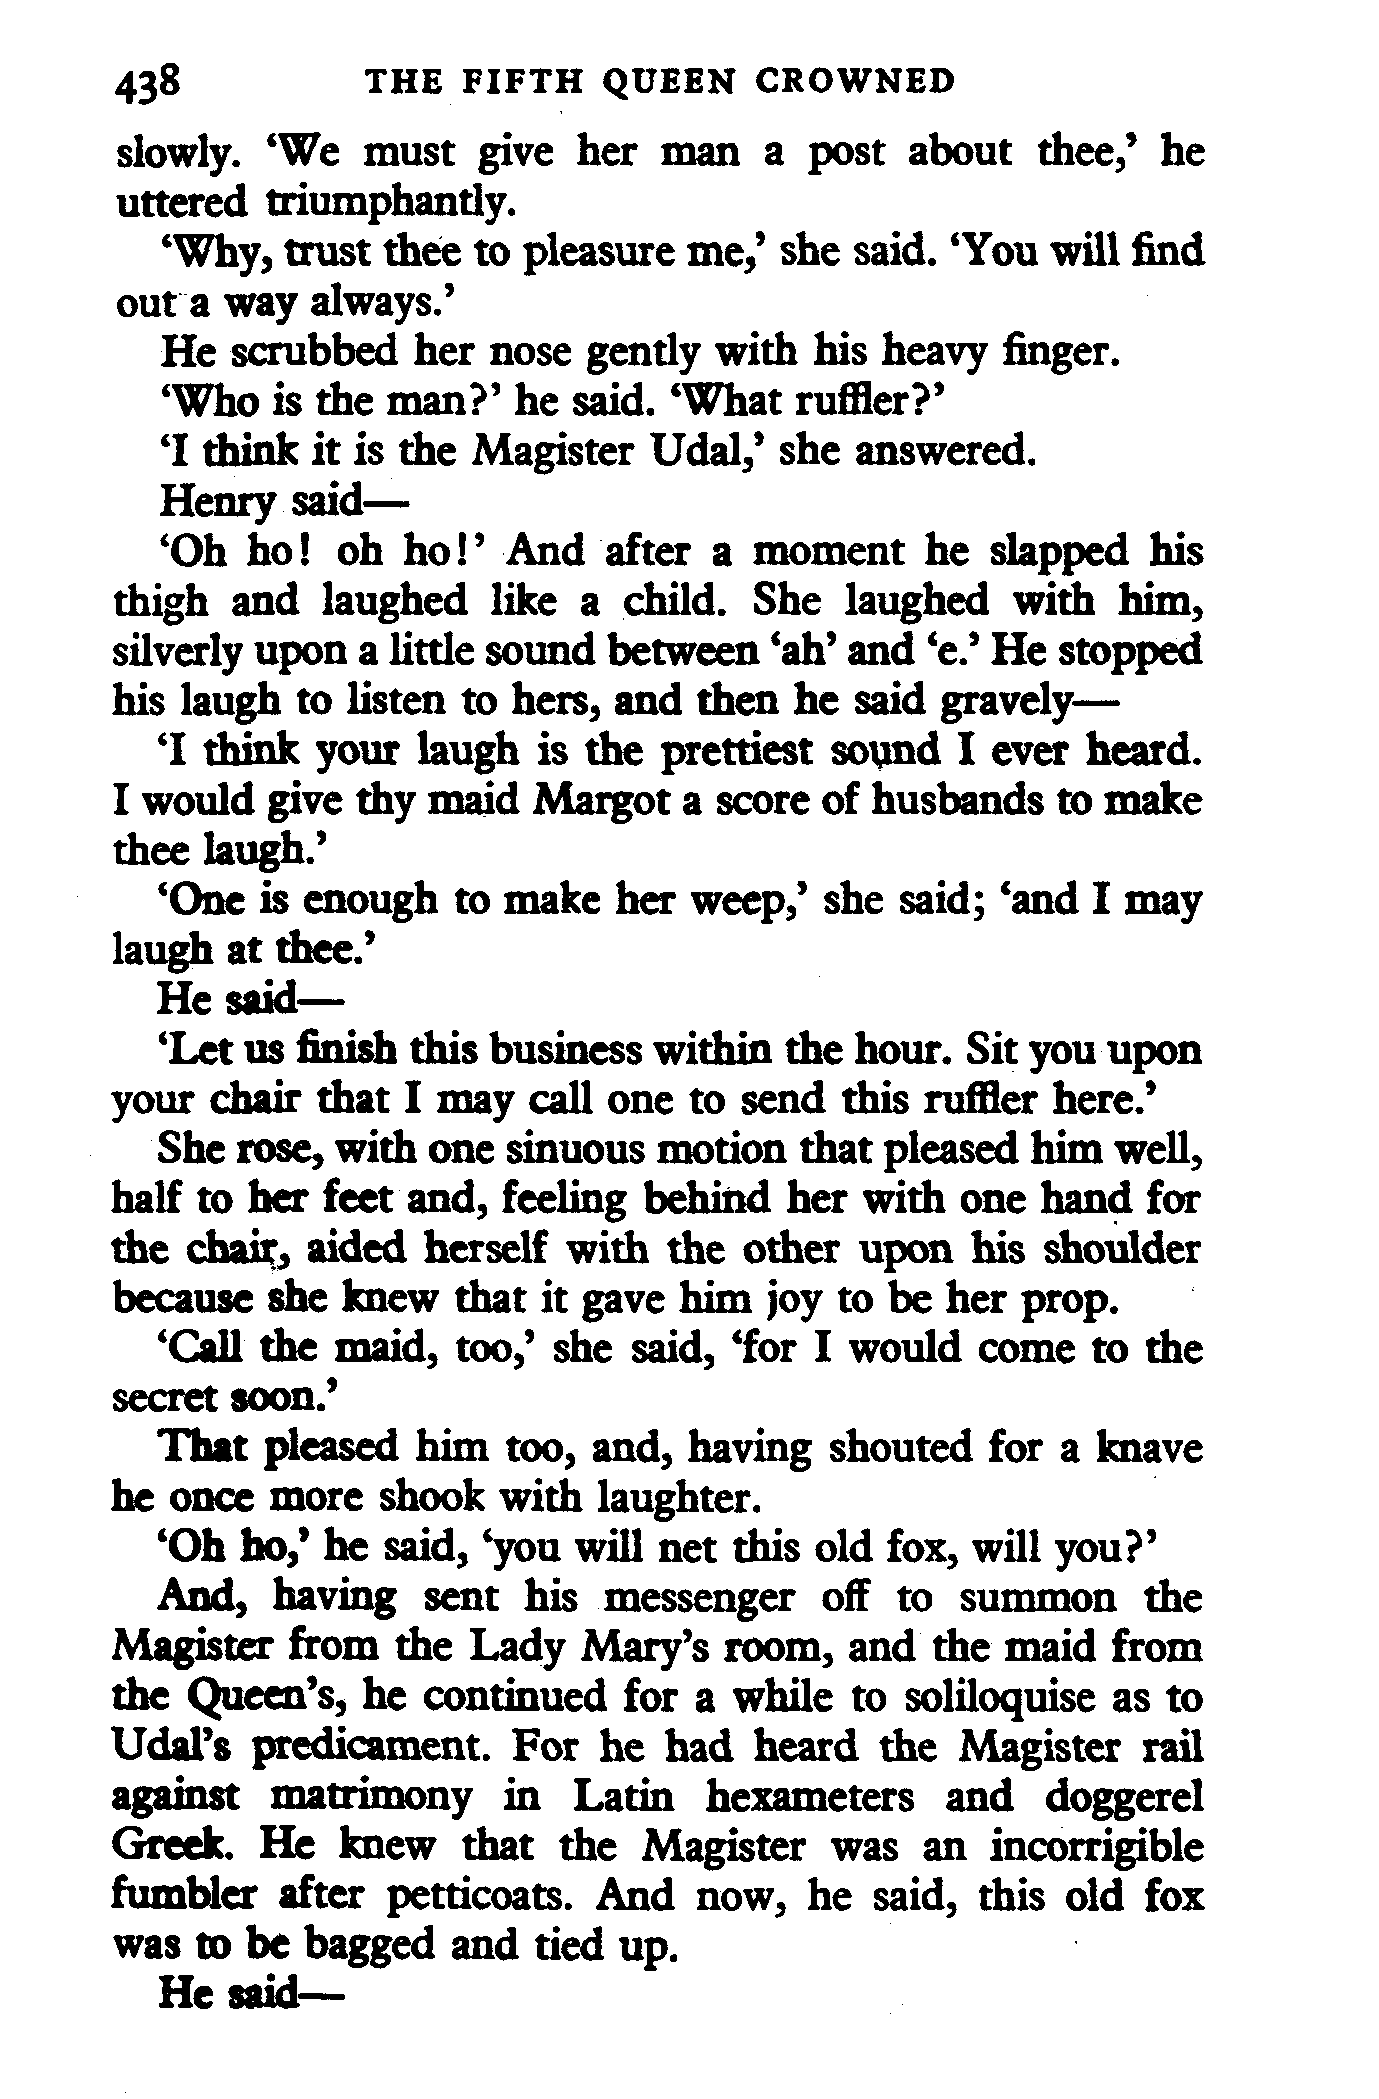 438 THE FIFTH QUEEN CROWNED
slowly. ‘We must give her man a post about thee,’ he
uttered triumphantly.
‘Why, trust thee to pleasure me,’ she said. ‘You will find
out a way always.’
He scrubbed her nose gently with his heavy finger.
‘Who is the man?’ he said. ‘What ruffler?’
‘I think it is the Magister Udal,’ she answered.
Henry said—
‘Oh ho! oh ho!’ And after a moment he slapped his
thigh and laughed like a child. She laughed with him,
silverly upon a little sound between ‘ah’ and ‘e.’ He stopped
his laugh to listen to hers, and then he said gravely—
‘I think your laugh is the prettiest sound I ever heard.
I would give thy maid Margot a score of husbands to make
thee laugh.’
‘One is enough to make her weep,’ she said; ‘and I may
laugh at thee.’
He said—
‘Let us finish this business within the hour. Sit you upon
your chair that I may call one to send this ruffler here.’
She rose, with one sinuous motion that pleased him well,
half to her feet and, feeling behind her with one hand for
the chair, aided herself with the other upon his shoulder
because she knew that it gave him joy to be her prop.
‘Call the maid, too,’ she said, ‘for I would come to the
secret soon.’
That pleased him too, and, having shouted for a knave
he once more shook with laughter.
‘Oh ho,’ he said, ‘you will net this old fox, will you?’
And, having sent his messenger off to summon the
Magister from the Lady Mary’s room, and the maid from
the Queen’s, he continued for a while to soliloquise as to
Udal’s predicament. For he had heard the Magister rail
against matrimony in Latin hexameters and doggerel
Greek. He knew that the Magister was an incorrigible
fumbler after petticoats. And now, he said, this old fox
was to be bagged and tied up.
He said—